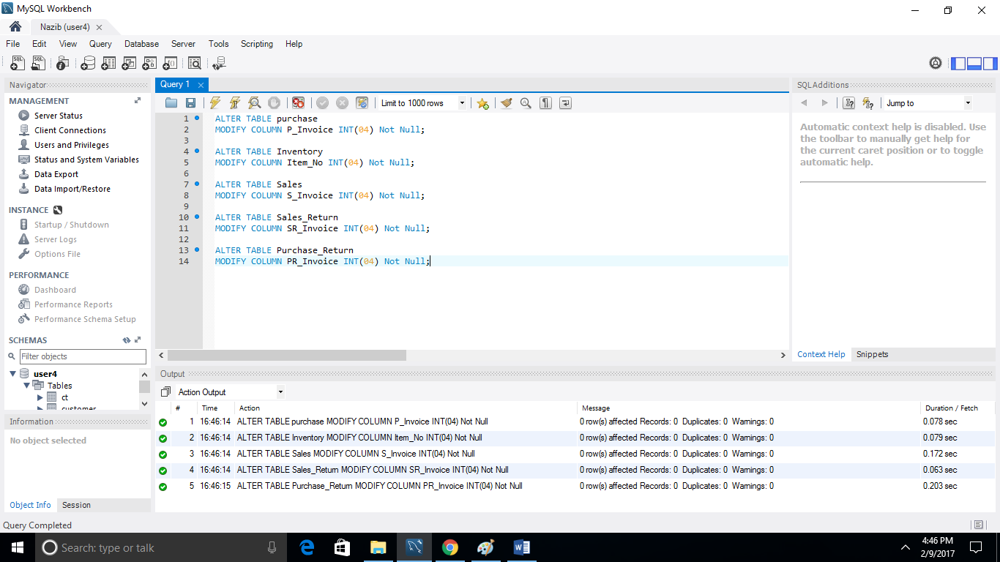 MySQL Workbench
Nazib (user4)
File Edit View Query Database Server Tools Scripting Help
Navigator
MANAGEMENT
Server Status
Client Connections
Users and Privileges
Status and System Variables
Data Export
Data Import/Restore
INSTANCE
Startup / Shutdown
Server Logs
Options File
PERFORMANCE
Dashboard
Performance Reports
Performance Schema Setup
SCHEMAS
Filter objects
user4
Tables
ct
customer
Information
No object selected
Object Info Session
Query 1
Limit to 1000 rows
1 ALTER TABLE purchase
2 MODIFY COLUMN P_Invoice INT(04) Not Null;
3
4 ALTER TABLE Inventory
5 MODIFY COLUMN Item_No INT(04) Not Null;
6
7 ALTER TABLE Sales
8 MODIFY COLUMN S_Invoice INT(04) Not Null;
9
10 ALTER TABLE Sales_Return
11 MODIFY COLUMN SR_Invoice INT(04) Not Null;
12
13 ALTER TABLE Purchase_Return
14 MODIFY COLUMN PR_Invoice INT(04) Not Null;
SQLAdditions
Jump to
Automatic context help is disabled. Use
the toolbar to manually get help for
the current caret position or to toggle
automatic help.
Context Help Snippets
Output
Action Output
# Time Action Message Duration / Fetch
1 16:46:14 ALTER TABLE purchase MODIFY COLUMN P_Invoice INT(04) Not Null 0 row(s) affected Records: 0 Duplicates: 0 Warnings: 0 0.078 sec
2 16:46:14 ALTER TABLE Inventory MODIFY COLUMN Item_No INT(04) Not Null 0 row(s) affected Records: 0 Duplicates: 0 Warnings: 0 0.079 sec
3 16:46:14 ALTER TABLE Sales MODIFY COLUMN S_Invoice INT(04) Not Null 0 row(s) affected Records: 0 Duplicates: 0 Warnings: 0 0.172 sec
4 16:46:14 ALTER TABLE Sales_Return MODIFY COLUMN SR_Invoice INT(04) Not Null 0 row(s) affected Records: 0 Duplicates: 0 Warnings: 0 0.063 sec
5 16:46:15 ALTER TABLE Purchase_Return MODIFY COLUMN PR_Invoice INT(04) Not Null 0 row(s) affected Records: 0 Duplicates: 0 Warnings: 0 0.203 sec
Query Completed
Search: type or talk
4:46 PM
2/9/2017